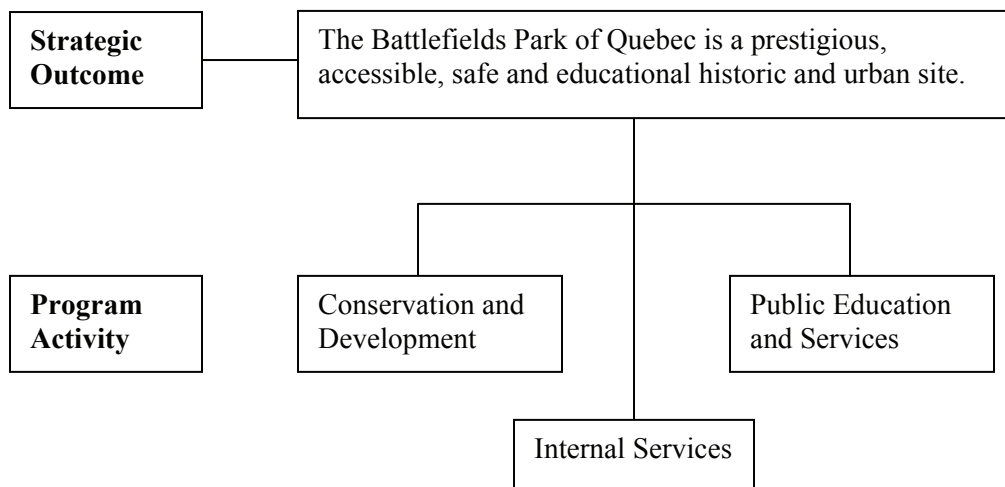 Strategic
Outcome
The Battlefields Park of Quebec is a prestigious,
accessible, safe and educational historic and urban site.
Program
Activity
Conservation and
Development
Public Education
and Services
Internal Services